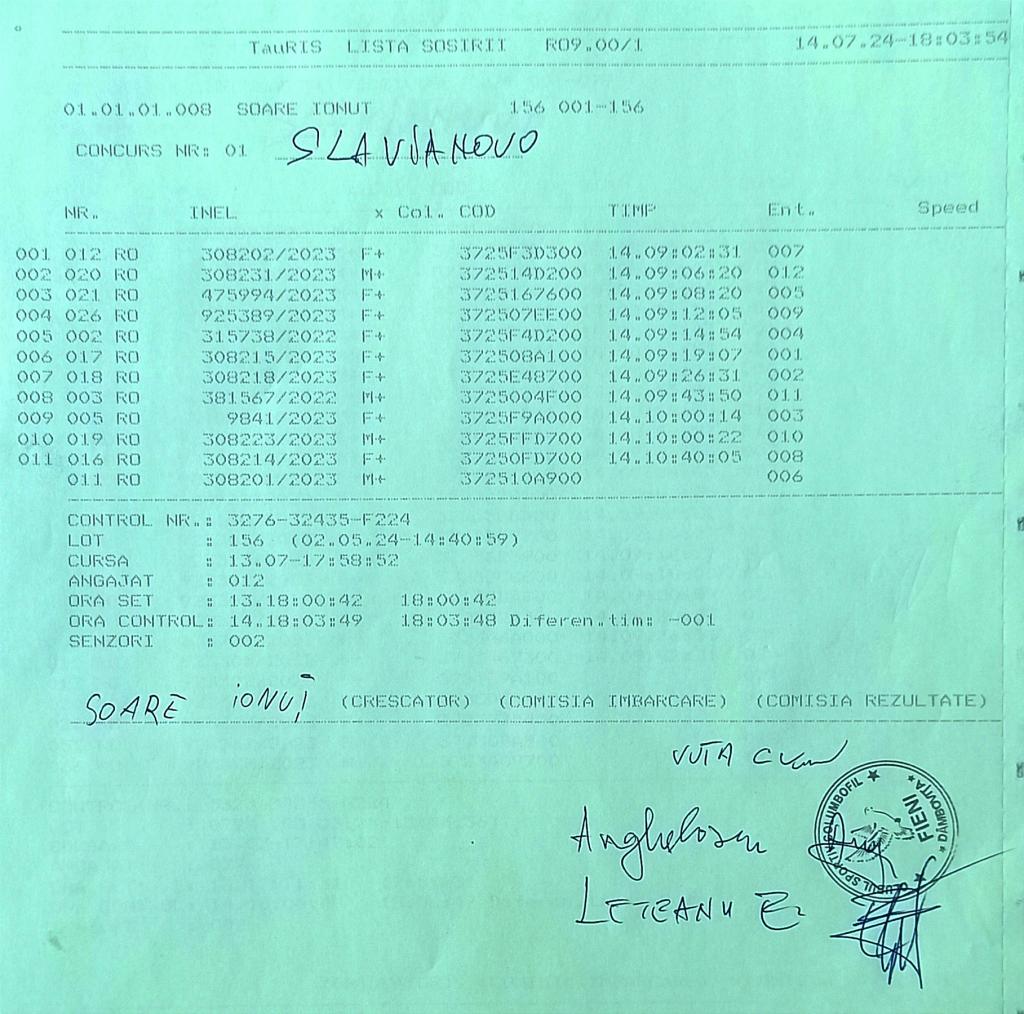 TauRIS LISTA SOSIRII RO9.00/1 14.07.24-18:03:54
01.01.01.008 SOARE IONUT 156 001-156
CONCURS NR: 01 SLAVJANOVO
NR. INEL x Col. COD TIMP Ent. Speed
001 012 RO 308202/2023 F+ 3725F3D300 14.09:02:31 007
002 020 RO 308231/2023 M+ 372514D200 14.09:06:20 012
003 021 RO 475994/2023 F+ 3725167600 14.09:08:20 005
004 026 RO 925389/2023 F+ 372507EE00 14.09:12:05 009
005 002 RO 315738/2022 F+ 3725F4D200 14.09:14:54 004
006 017 RO 308215/2023 F+ 372508A100 14.09:19:07 001
007 018 RO 308218/2023 F+ 3725E48700 14.09:26:31 002
008 003 RO 381567/2022 M+ 3725004F00 14.09:43:50 011
009 005 RO 9841/2023 F+ 3725F9A000 14.10:00:14 003
010 019 RO 308223/2023 M+ 3725FFD700 14.10:00:22 010
011 016 RO 308214/2023 F+ 37250FD700 14.10:40:05 008
011 RO 308201/2023 M+ 372510A900 006
CONTROL NR.: 3276-32435-F224
LOT : 156 (02.05.24-14:40:59)
CURSA : 13.07-17:58:52
ANGAJAT : 012
ORA SET : 13.18:00:42 18:00:42
ORA CONTROL: 14.18:03:49 18:03:48 Diferen.tim: -001
SENZORI : 002
SOARE IONUȚ (CRESCATOR) (COMISIA IMBARCARE) (COMISIA REZULTATE)
VUTA
LETEANU
CLUBUL SPORTIV COLUMBOFIL
FIENI
DÂMBOVIȚA